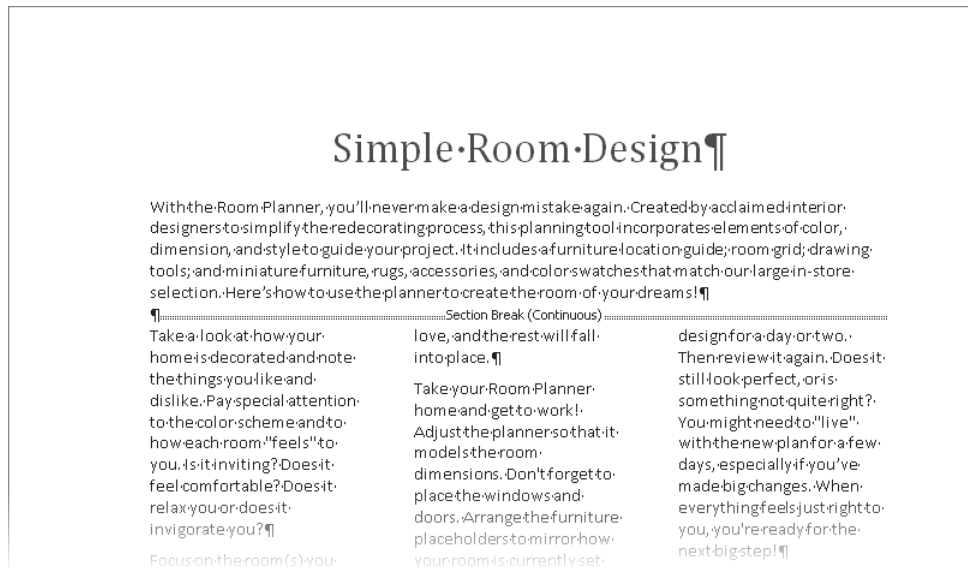 Simple·Room·Design¶
With·the·Room·Planner,·you’ll·never·make·a·design·mistake·again.·Created·by·acclaimed·interior·
designers·to·simplify·the·redecorating·process,·this·planning·tool·incorporates·elements·of·color,·
dimension,·and·style·to·guide·your·project.·It·includes·a·furniture·location·guide;·room·grid;·drawing·
tools;·and·miniature·furniture,·rugs,·accessories,·and·color·swatches·that·match·our·large·in-store·
selection.·Here’s·how·to·use·the·planner·to·create·the·room·of·your·dreams!¶
¶Section Break (Continuous)
Take·a·look·at·how·your·
home·is·decorated·and·note·
the·things·you·like·and·
dislike.·Pay·special·attention·
to·the·color·scheme·and·to·
how·each·room·"feels"·to·
you.·Is·it·inviting?·Does·it·
feel·comfortable?·Does·it·
relax·you·or·does·it·
invigorate·you?¶
Focus·on·the·room(s)·you·
love,·and·the·rest·will·fall·
into·place.¶
Take·your·Room·Planner·
home·and·get·to·work!·
Adjust·the·planner·so·that·it·
models·the·room·
dimensions.·Don't·forget·to·
place·the·windows·and·
doors.·Arrange·the·furniture·
placeholders·to·mirror·how·
your·room·is·currently·set·
design·for·a·day·or·two.·
Then·review·it·again.·Does·it·
still·look·perfect,·or·is·
something·not·quite·right?·
You·might·need·to·"live"·
with·the·new·plan·for·a·few·
days,·especially·if·you’ve·
made·big·changes.·When·
everything·feels·just·right·to·
you,·you're·ready·for·the·
next·big·step!¶